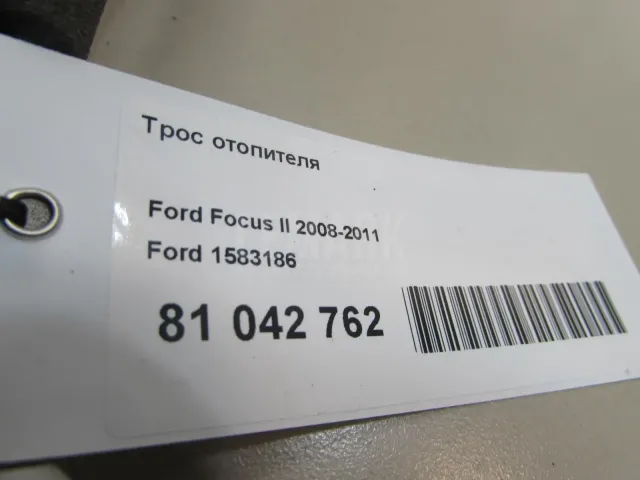 Трос отопителя
Ford Focus II 2008-2011
Ford 1583186
81 042 762